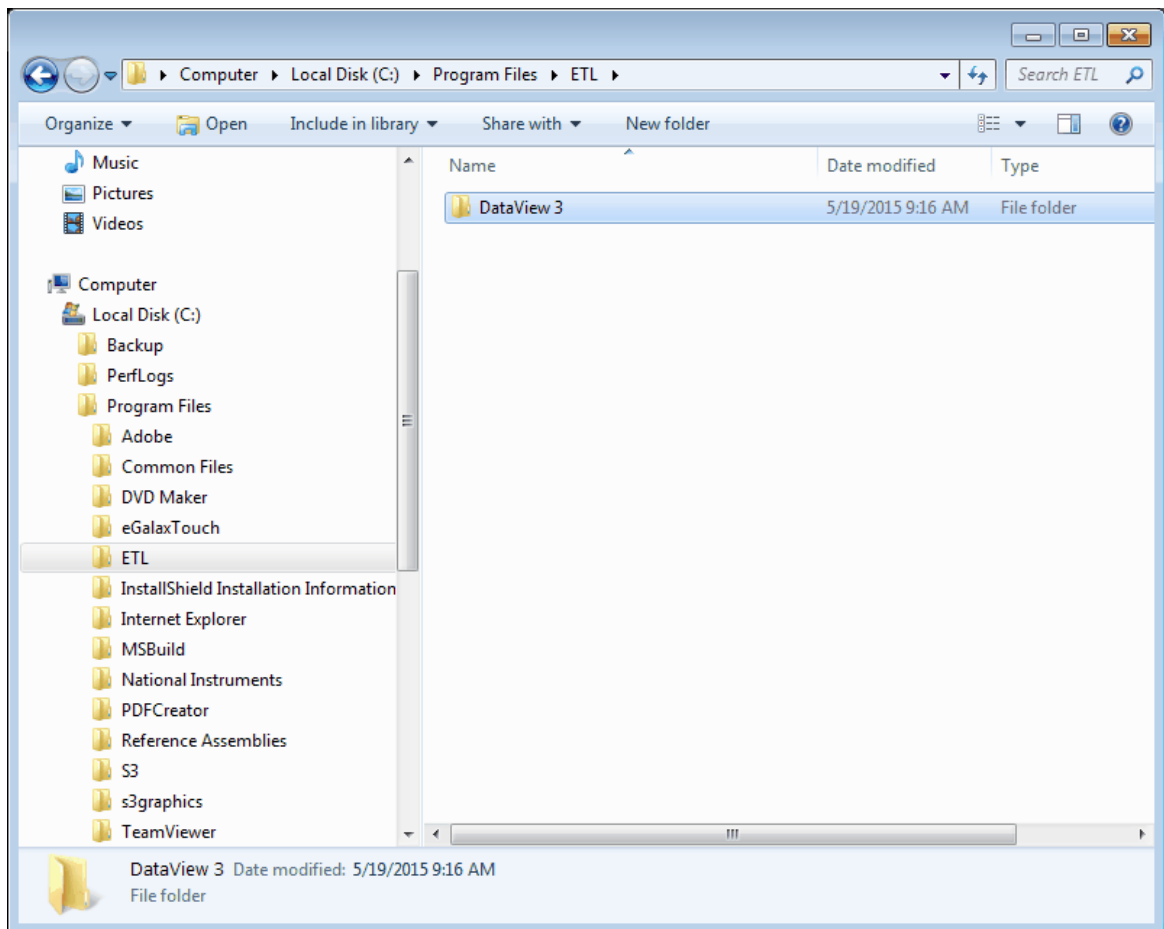 Computer Local Disk (C:) Program Files ETL Search ETL
Organize Open Include in library Share with New folder
Music
Pictures
Videos
Computer
Local Disk (C:)
Backup
PerfLogs
Program Files
Adobe
Common Files
DVD Maker
eGalaxTouch
ETL
InstallShield Installation Information
Internet Explorer
MSBuild
National Instruments
PDFCreator
Reference Assemblies
S3
s3graphics
TeamViewer
Name Date modified Type
DataView 3 5/19/2015 9:16 AM File folder
DataView 3 Date modified: 5/19/2015 9:16 AM
File folder